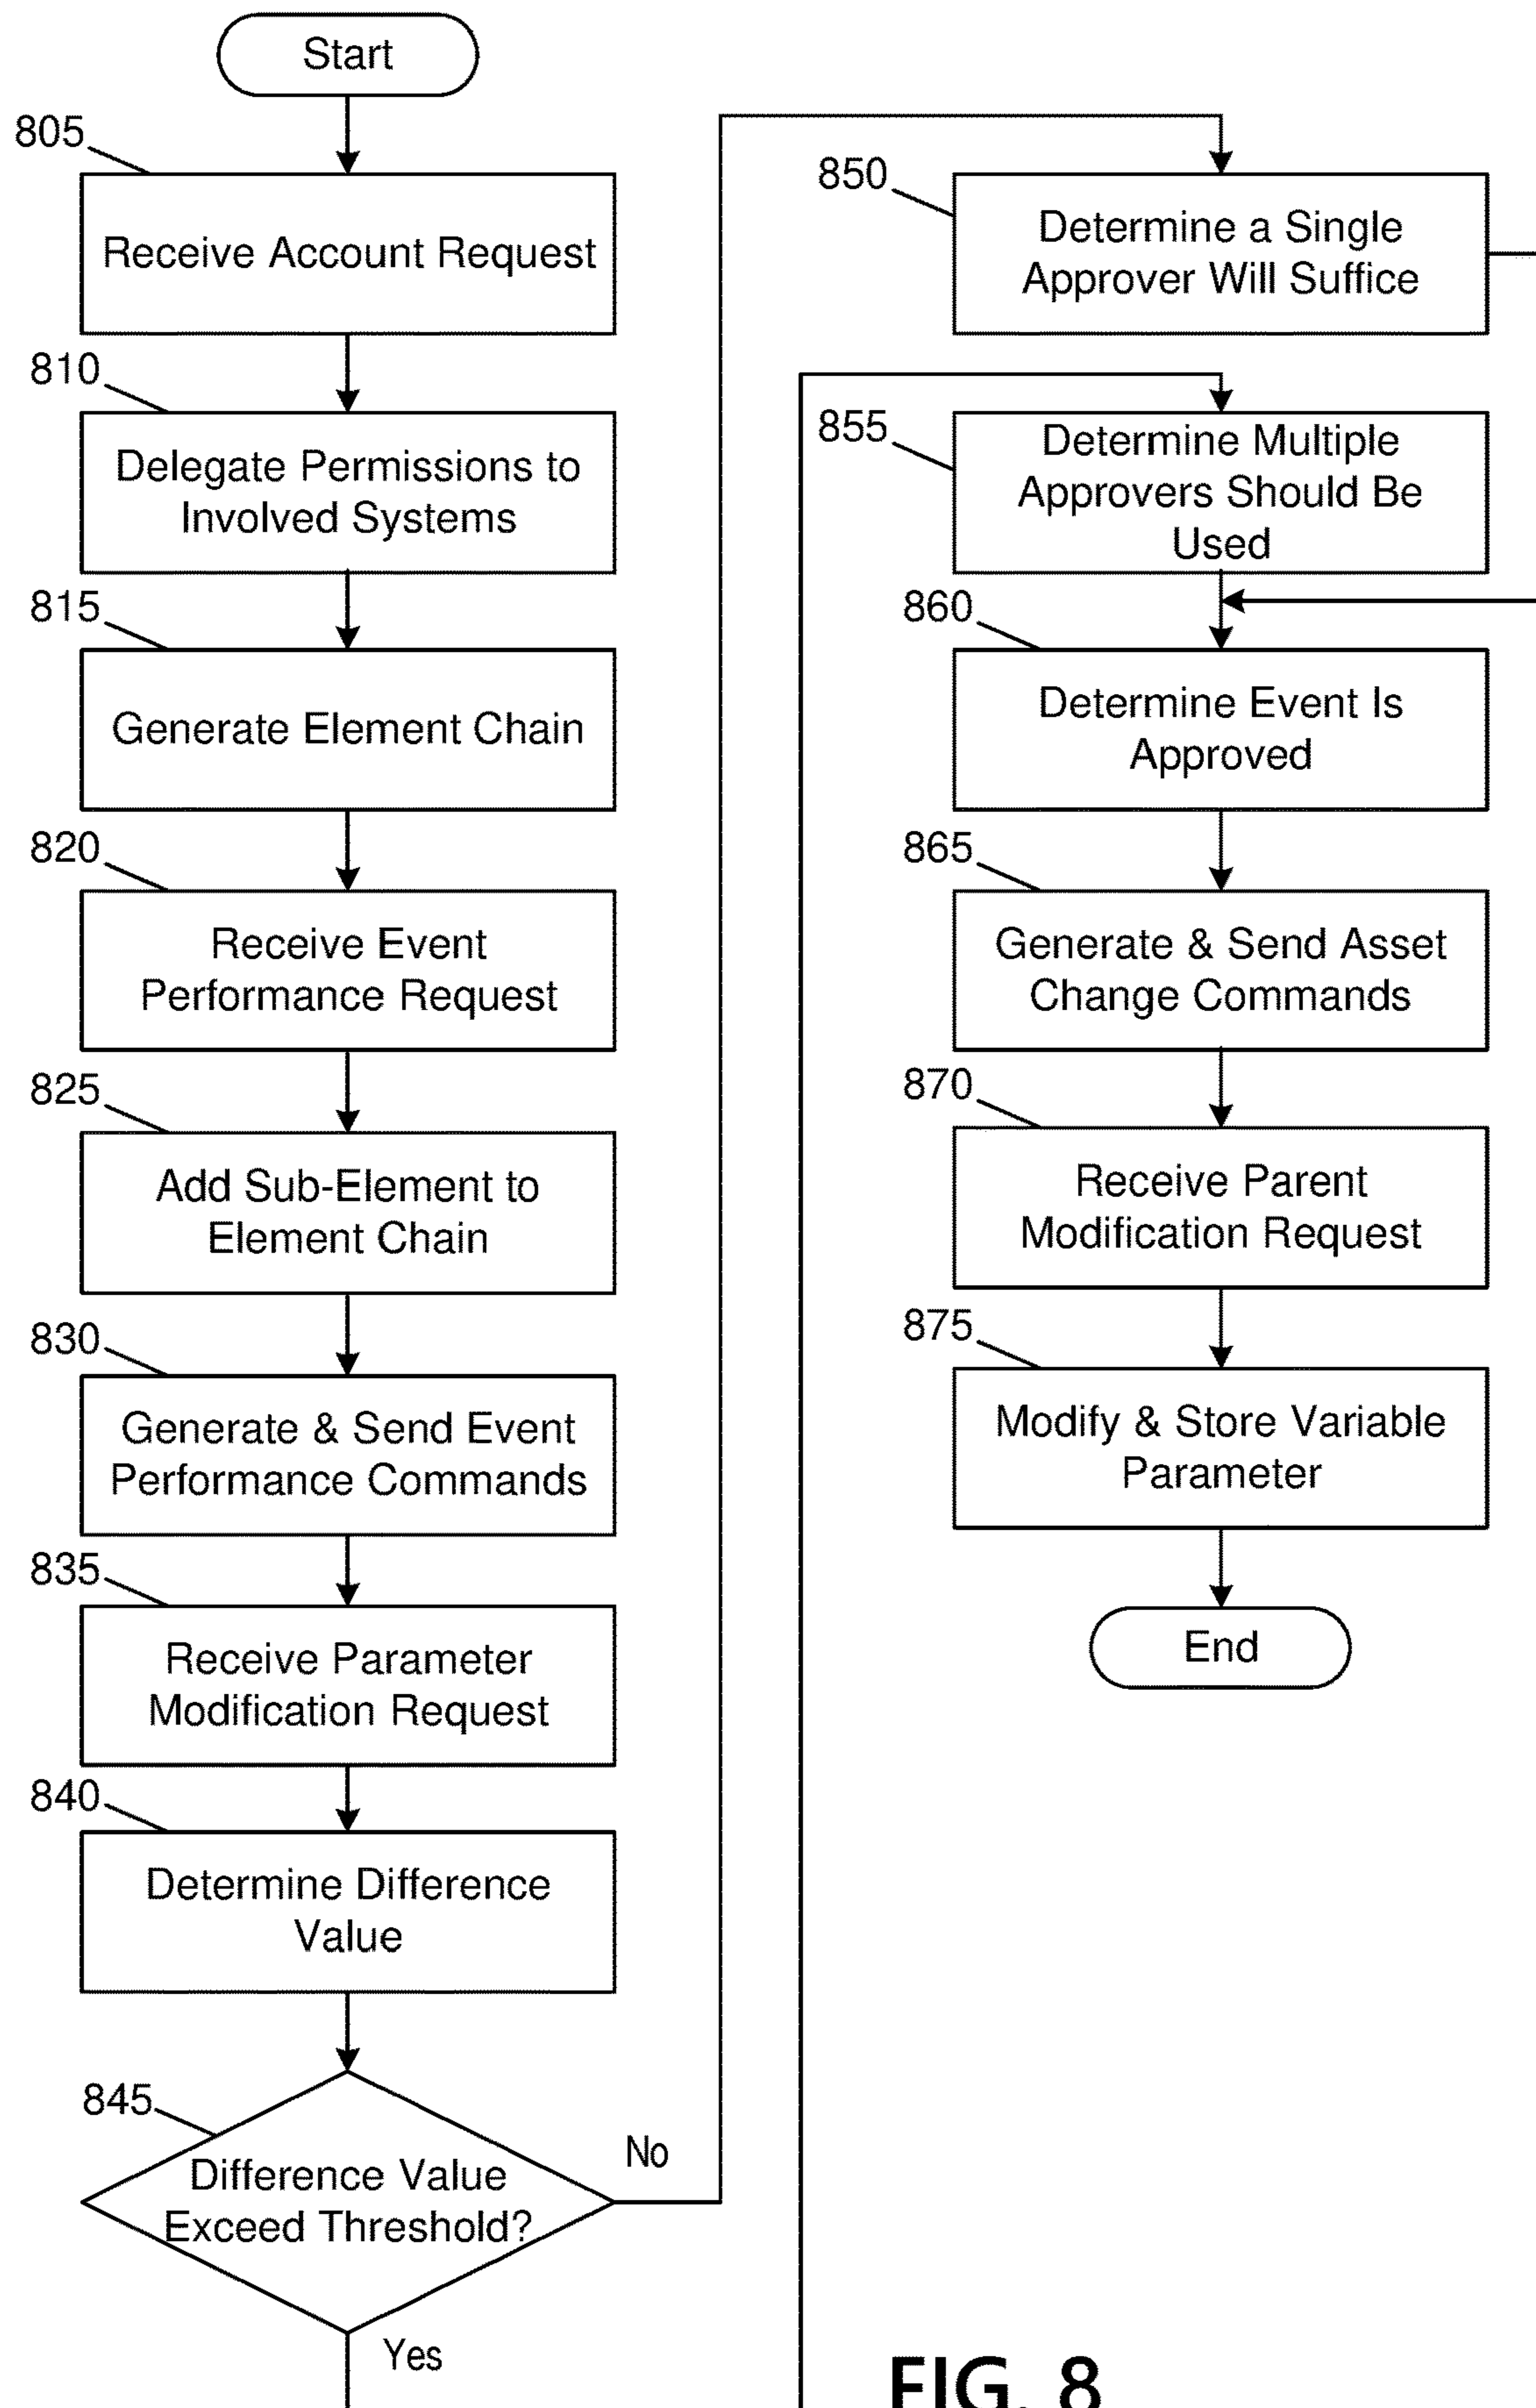 Start
805
Receive Account Request
810
Delegate Permissions to
Involved Systems
815
Generate Element Chain
820
Receive Event
Performance Request
825
Add Sub-Element to
Element Chain
830
Generate & Send Event
Performance Commands
835
Receive Parameter
Modification Request
840
Determine Difference
Value
845
Difference Value
Exceed Threshold?
No
Yes
850
Determine a Single
Approver Will Suffice
855
Determine Multiple
Approvers Should Be
Used
860
Determine Event Is
Approved
865
Generate & Send Asset
Change Commands
870
Receive Parent
Modification Request
875
Modify & Store Variable
Parameter
End
FIG. 8